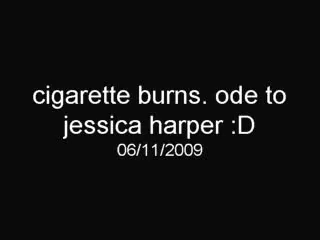 cigarette burns. ode to
jessica harper :D
06/11/2009